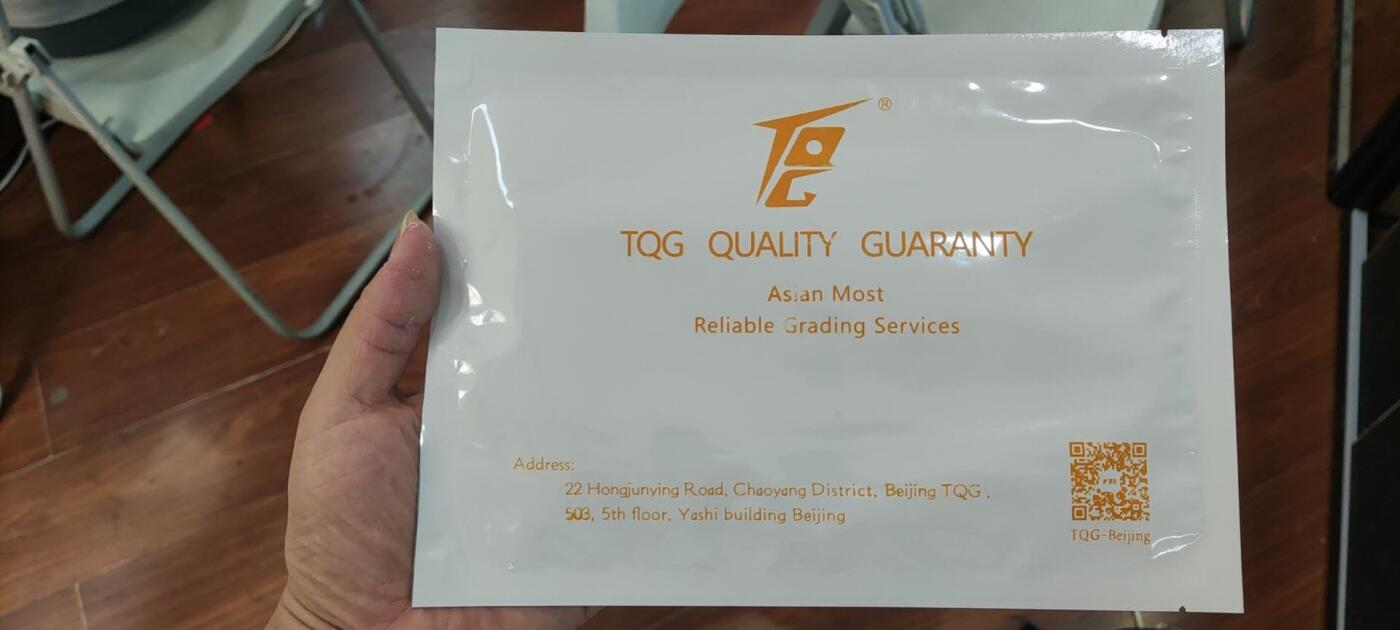 TQG
®
TQG QUALITY GUARANTY
Asian Most
Reliable Grading Services
Address:
22 Hongjunying Road, Chaoyang District, Beijing TQG .
503, 5th floor, Yashi building Beijing
TQG-Beijing